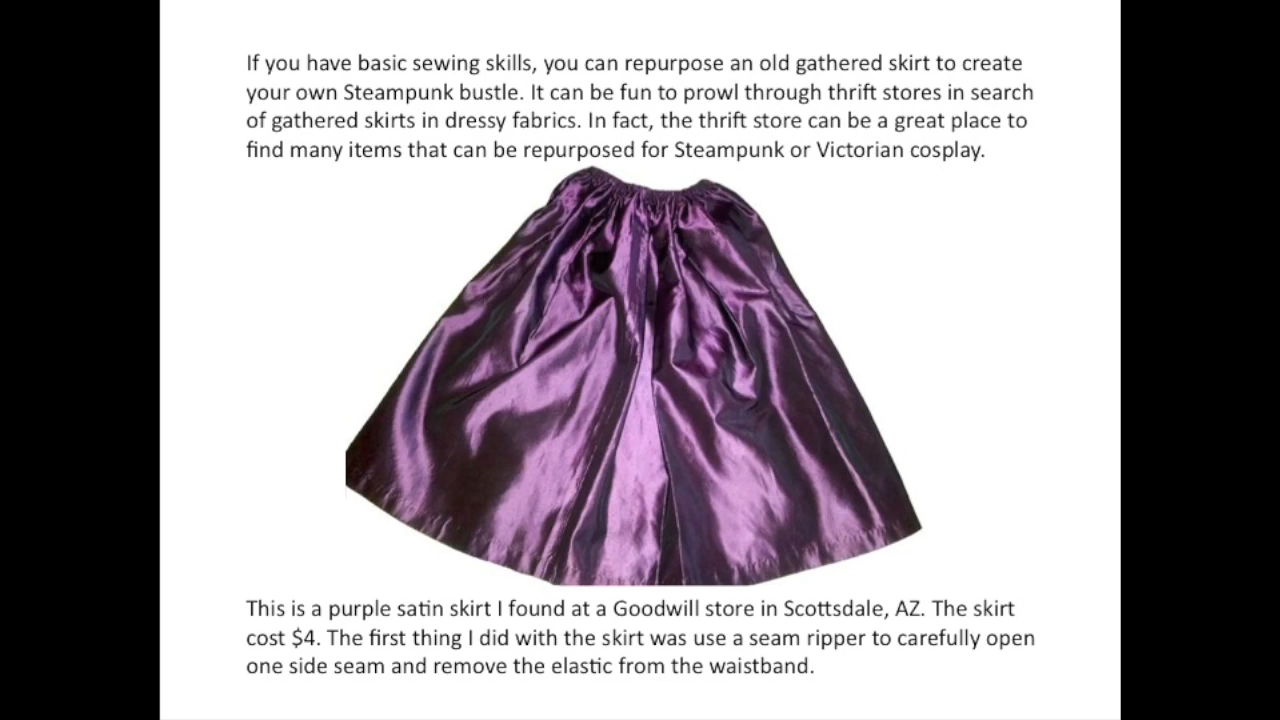 If you have basic sewing skills, you can repurpose an old gathered skirt to create
your own Steampunk bustle. It can be fun to prowl through thrift stores in search
of gathered skirts in dressy fabrics. In fact, the thrift store can be a great place to
find many items that can be repurposed for Steampunk or Victorian cosplay.
This is a purple satin skirt I found at a Goodwill store in Scottsdale, AZ. The skirt
cost $4. The first thing I did with the skirt was use a seam ripper to carefully open
one side seam and remove the elastic from the waistband.